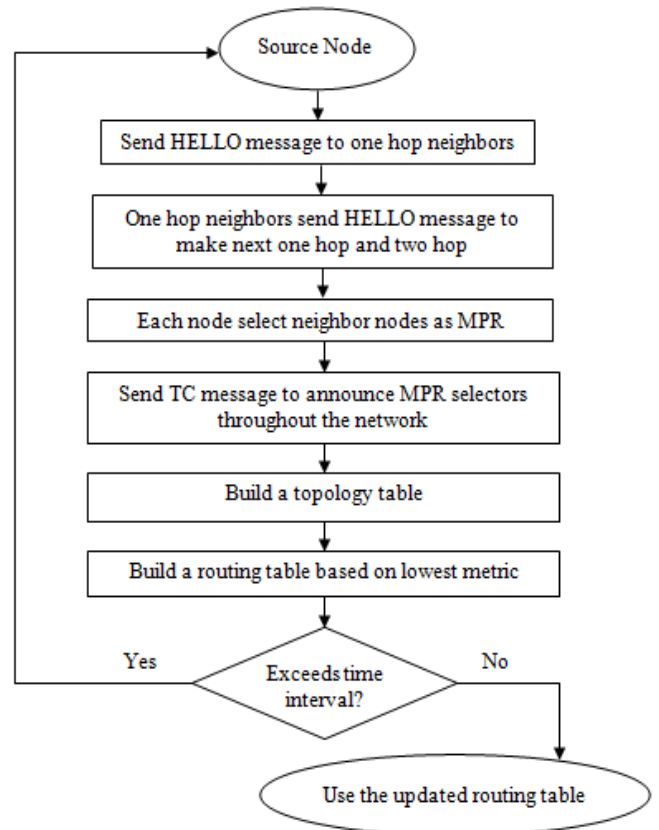 Source Node
Send HELLO message to one hop neighbors
One hop neighbors send HELLO message to
make next one hop and two hop
Each node select neighbor nodes as MPR
Send TC message to announce MPR selectors
throughout the network
Build a topology table
Build a routing table based on lowest metric
Yes
No
Exceeds time
interval?
Use the updated routing table